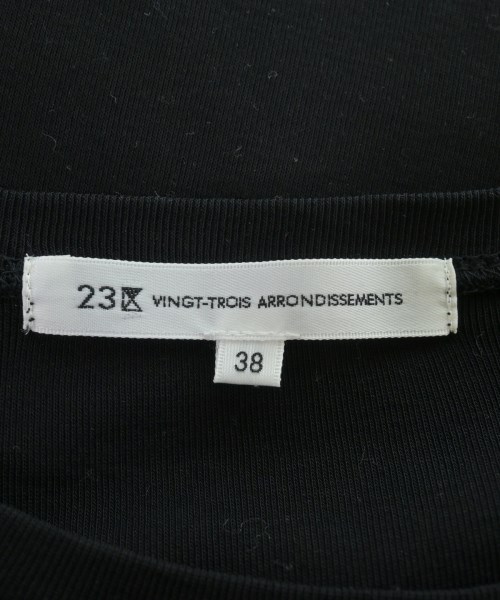 23区 VINGT-TROIS ARRONDISSEMENTS
38